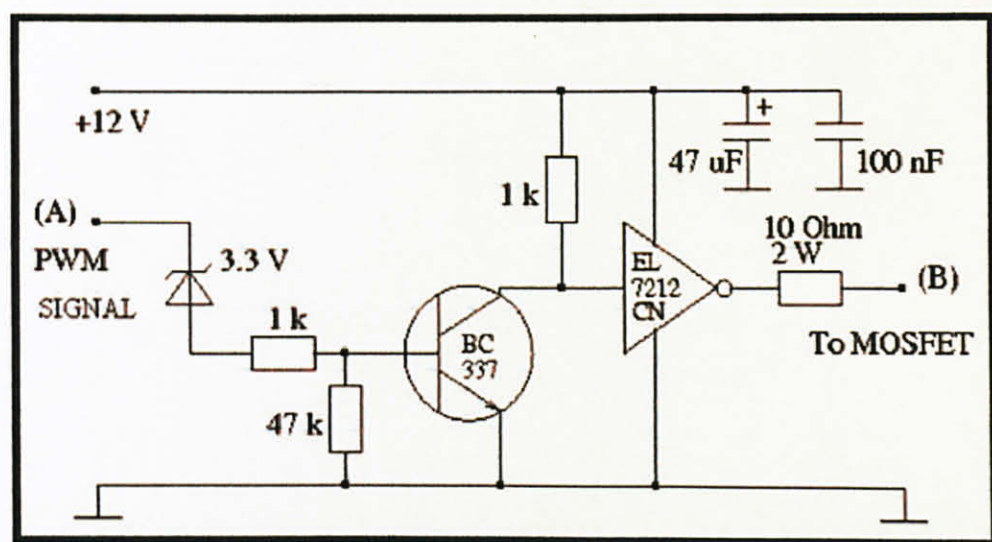 +12 V
47 uF
+
100 nF
1 k
(A)
PWM
SIGNAL
3.3 V
1 k
47 k
BC
337
EL
7212
CN
10 Ohm
2 W
(B)
To MOSFET